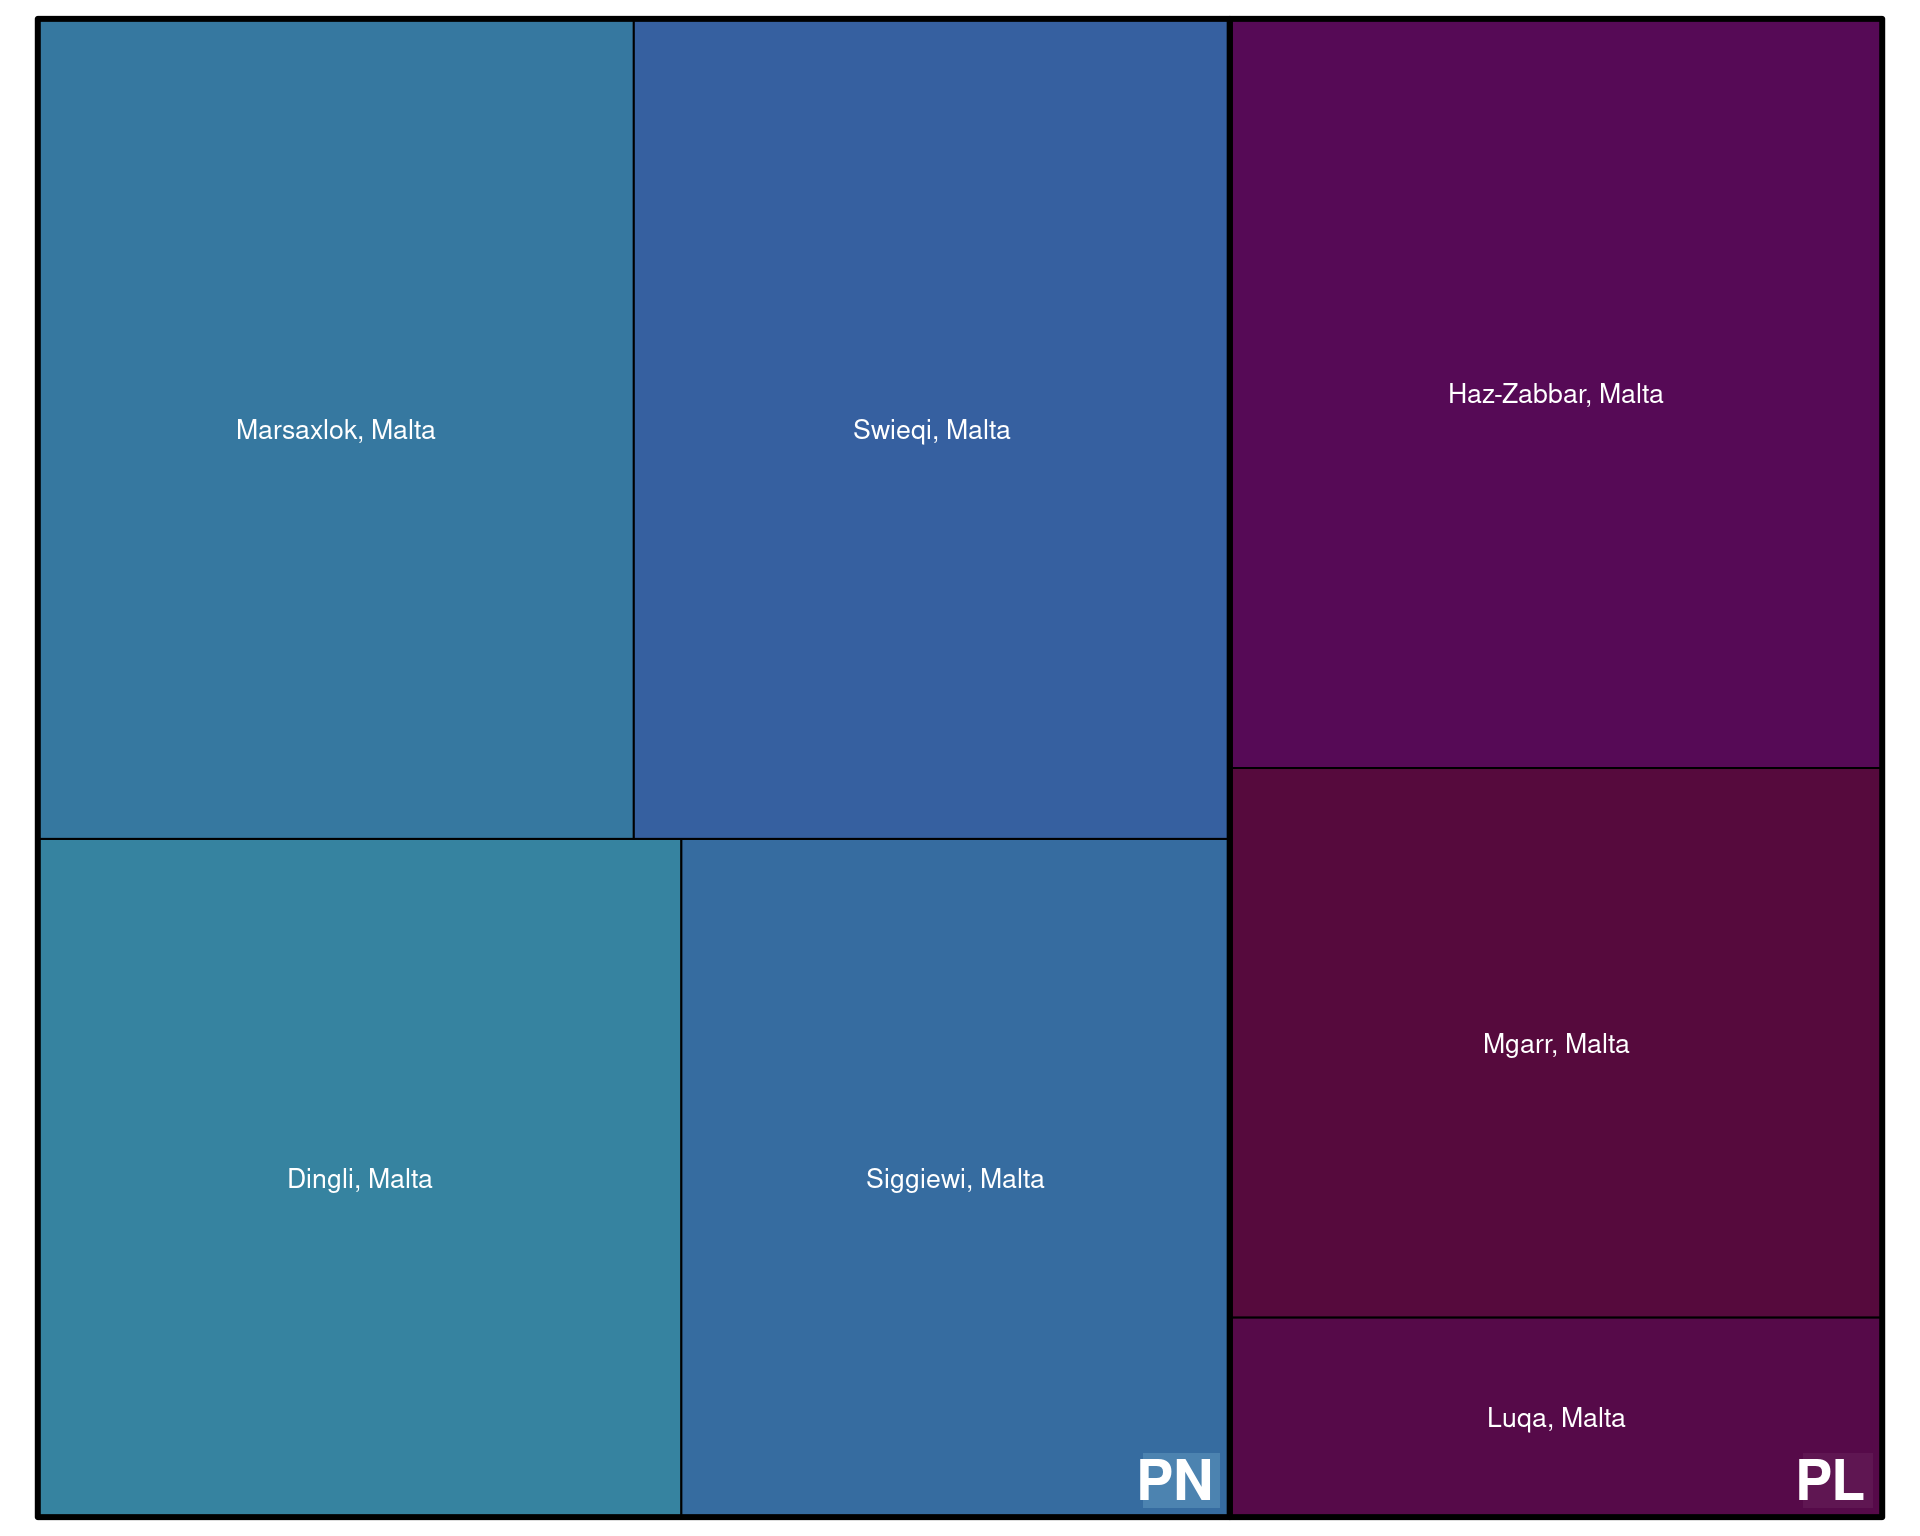 Marsaxlok, Malta
Swieqi, Malta
Haz-Zabbar, Malta
Dingli, Malta
Siggiewi, Malta
Mgarr, Malta
Luqa, Malta
PN
PL